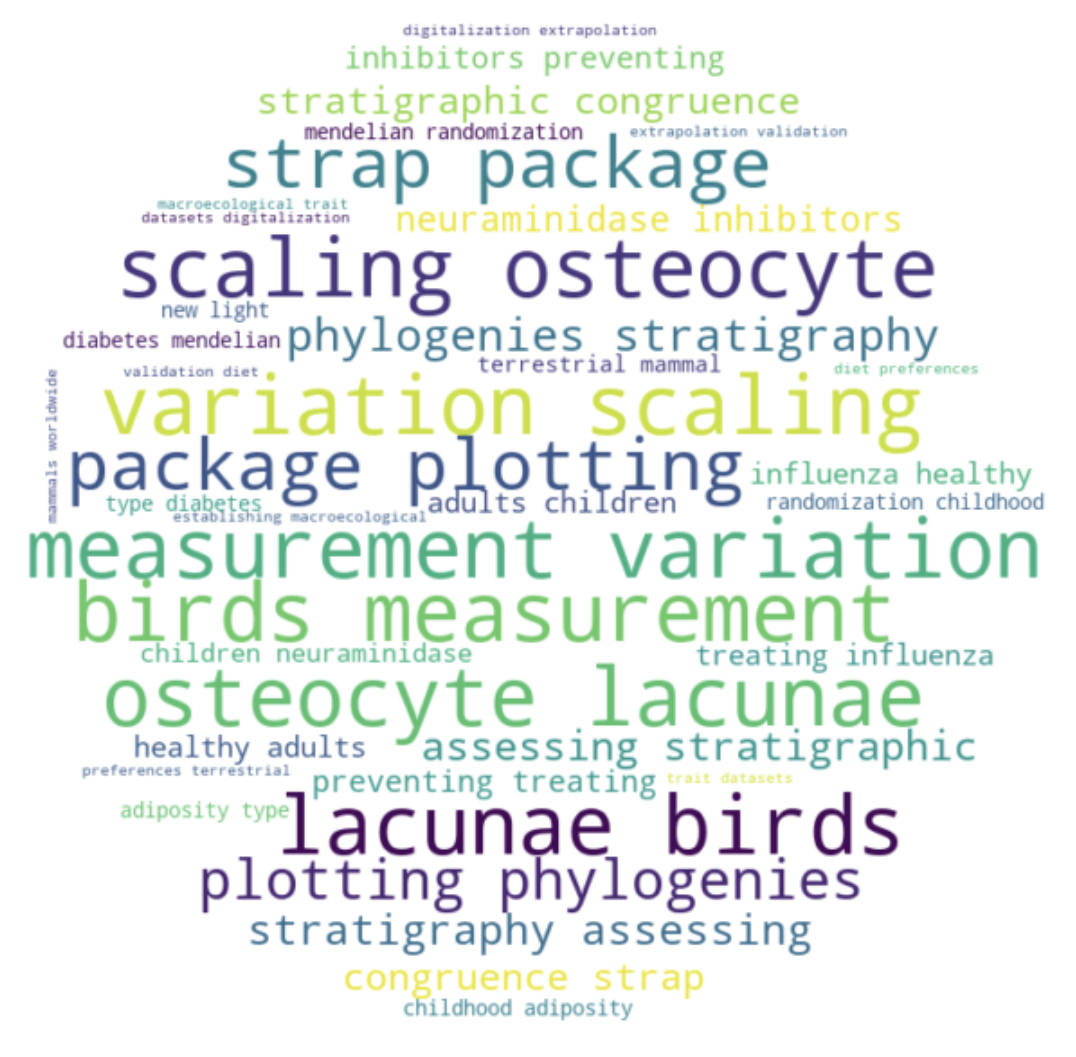 digitalization extrapolation
inhibitors preventing
stratigraphic congruence
mendelian randomization
extrapolation validation
strap package
macroecological trait
datasets digitalization
neuraminidase inhibitors
scaling osteocyte
new light
diabetes mendelian
phylogenies stratigraphy
terrestrial mammal
validation diet
diet preferences
mammals worldwide
variation scaling
package plotting
influenza healthy
type diabetes
adults children
randomization childhood
establishing macroecological
measurement variation
birds measurement
children neuraminidase
treating influenza
osteocyte lacunae
healthy adults
assessing stratigraphic
preferences terrestrial
preventing treating
trait datasets
adiposity type
lacunae birds
plotting phylogenies
stratigraphy assessing
congruence strap
childhood adiposity